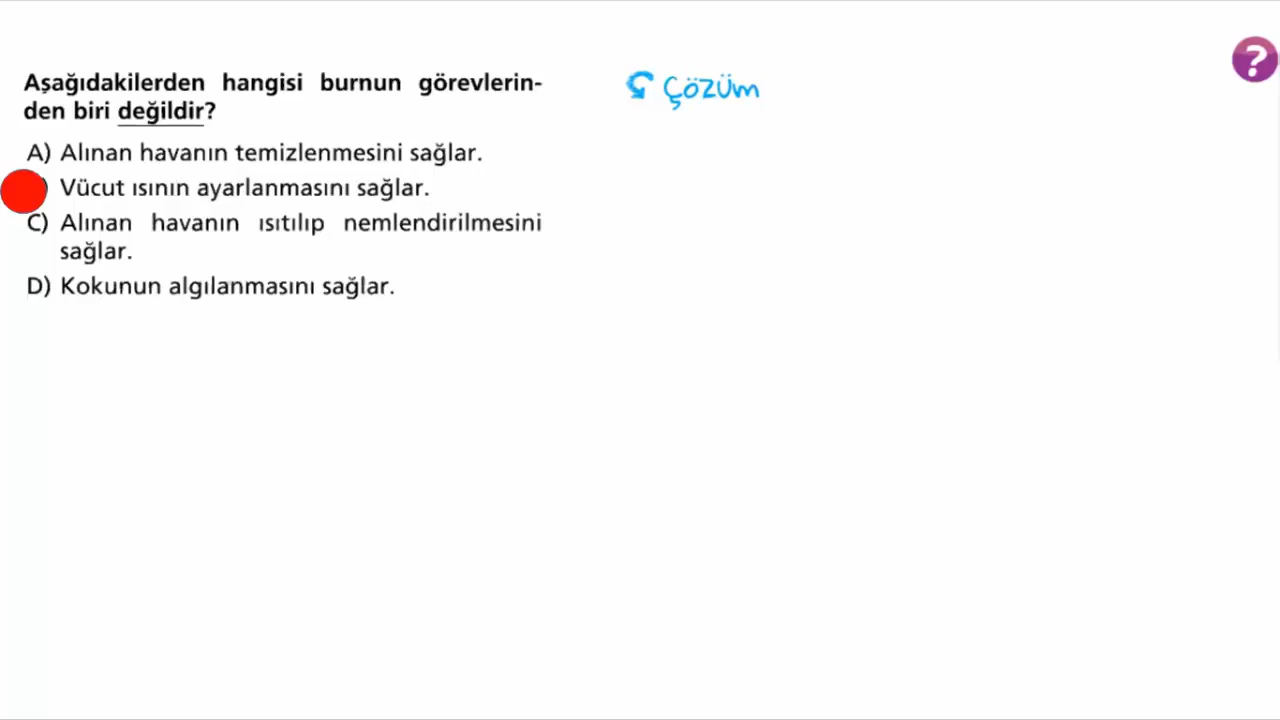 Aşağıdakilerden hangisi burnun görevlerin-
den biri değildir?
A) Alınan havanın temizlenmesini sağlar.
) Vücut ısının ayarlanmasını sağlar.
C) Alınan havanın ısıtılıp nemlendirilmesini
sağlar.
D) Kokunun algılanmasını sağlar.
Çözüm
?